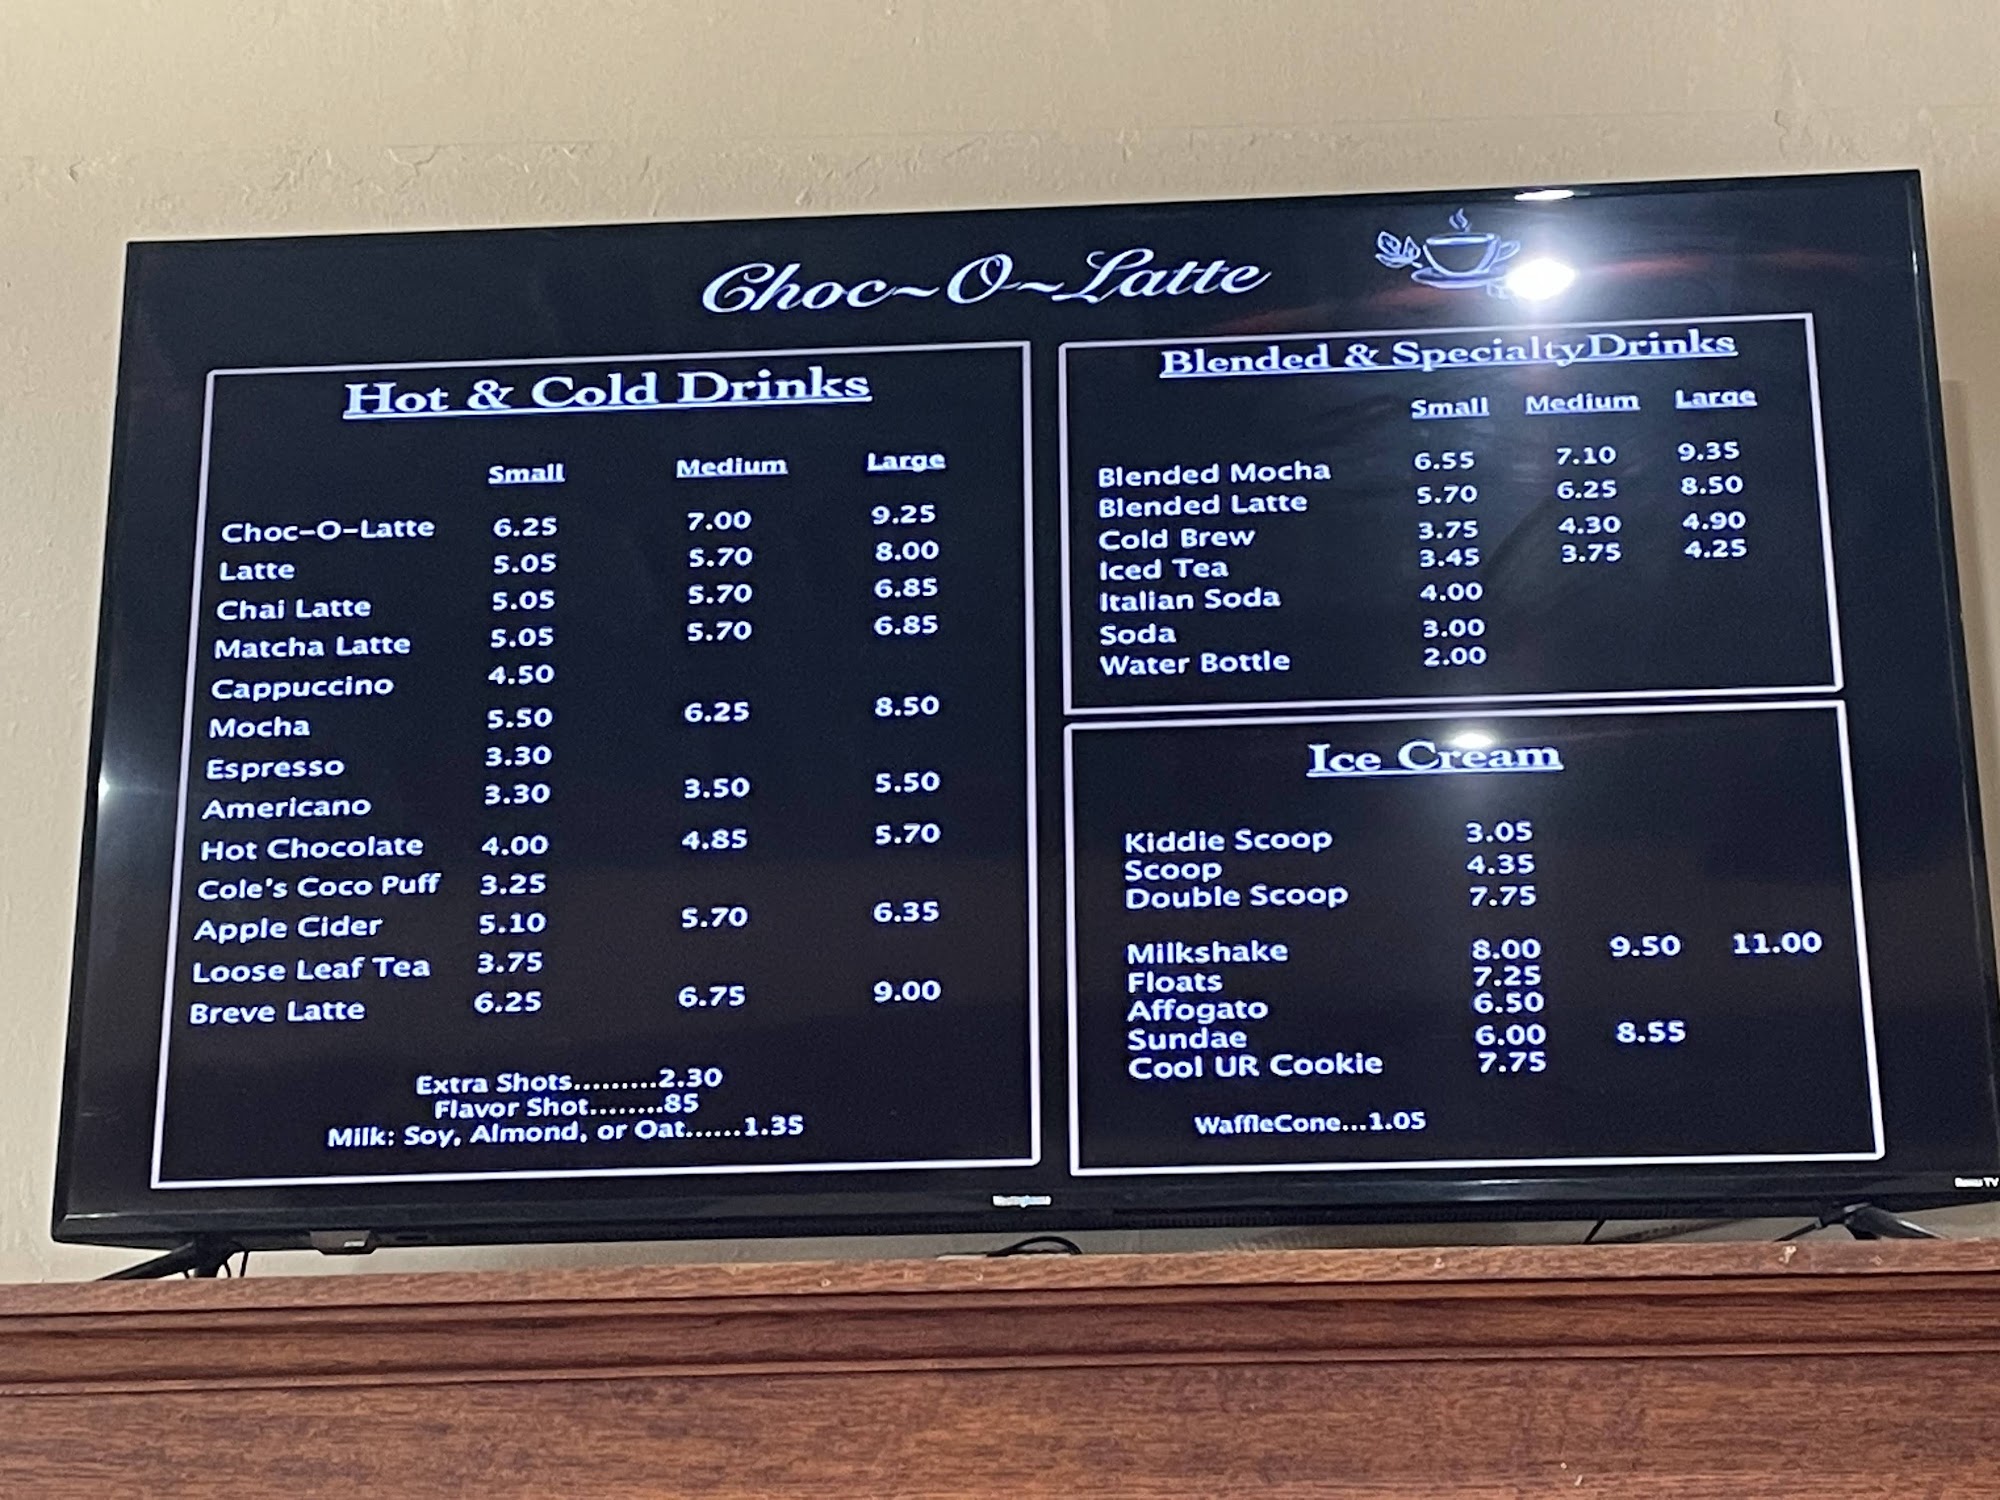 Choc~O~Latte
Hot & Cold Drinks
Small Medium Large
Choc-O-Latte 6.25 7.00 9.25
Latte 5.05 5.70 8.00
Chai Latte 5.05 5.70 6.85
Matcha Latte 5.05 5.70 6.85
Cappuccino 4.50
Mocha 5.50 6.25 8.50
Espresso 3.30
Americano 3.30 3.50 5.50
Hot Chocolate 4.00 4.85 5.70
Cole's Coco Puff 3.25
Apple Cider 5.10 5.70 6.35
Loose Leaf Tea 3.75
Breve Latte 6.25 6.75 9.00
Extra Shots.........2.30
Flavor Shot........85
Milk: Soy, Almond, or Oat......1.35
Blended & Specialty Drinks
Small Medium Large
Blended Mocha 6.55 7.10 9.35
Blended Latte 5.70 6.25 8.50
Cold Brew 3.75 4.30 4.90
Iced Tea 3.45 3.75 4.25
Italian Soda 4.00
Soda 3.00
Water Bottle 2.00
Ice Cream
Kiddie Scoop 3.05
Scoop 4.35
Double Scoop 7.75
Milkshake 8.00 9.50 11.00
Floats 7.25
Affogato 6.50
Sundae 6.00 8.55
Cool UR Cookie 7.75
WaffleCone...1.05
Roku TV